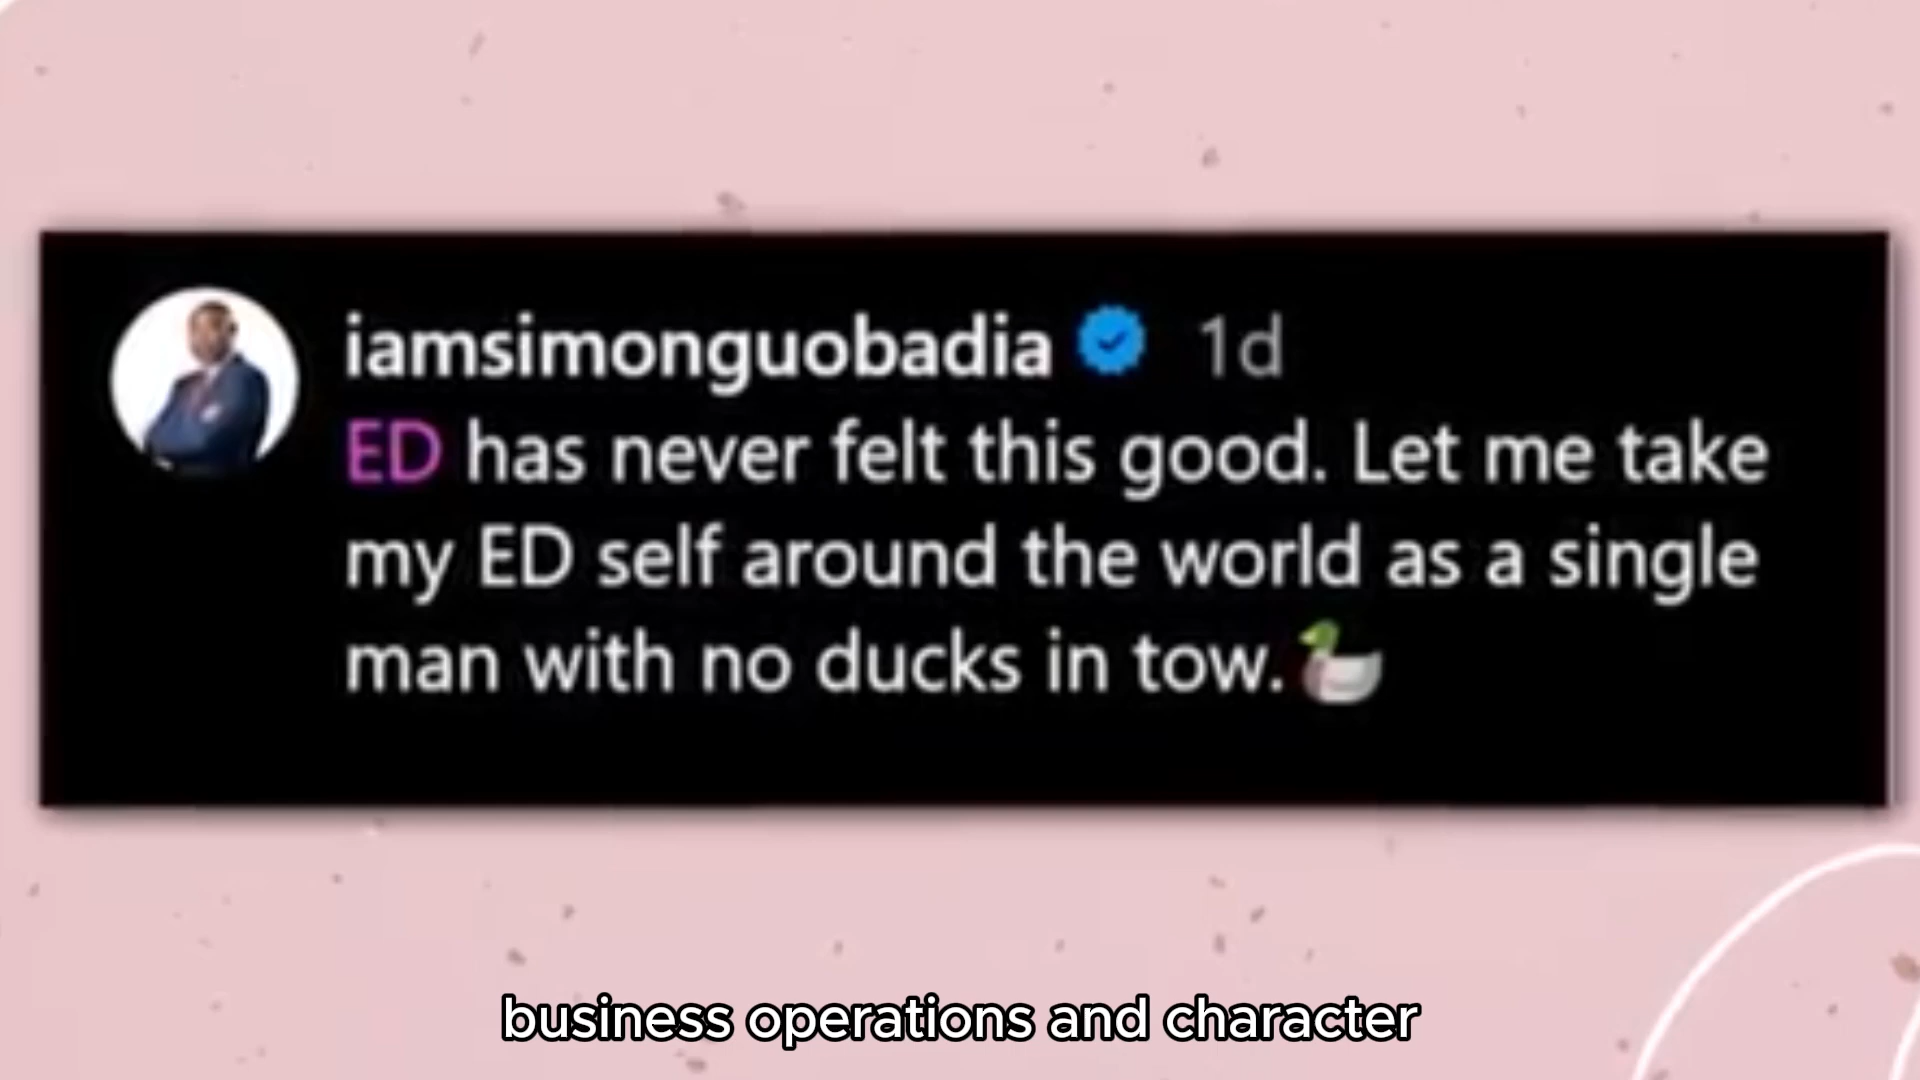 iamsimonguobadia 1d
ED has never felt this good. Let me take
my ED self around the world as a single
man with no ducks in tow.🦆
business operations and character